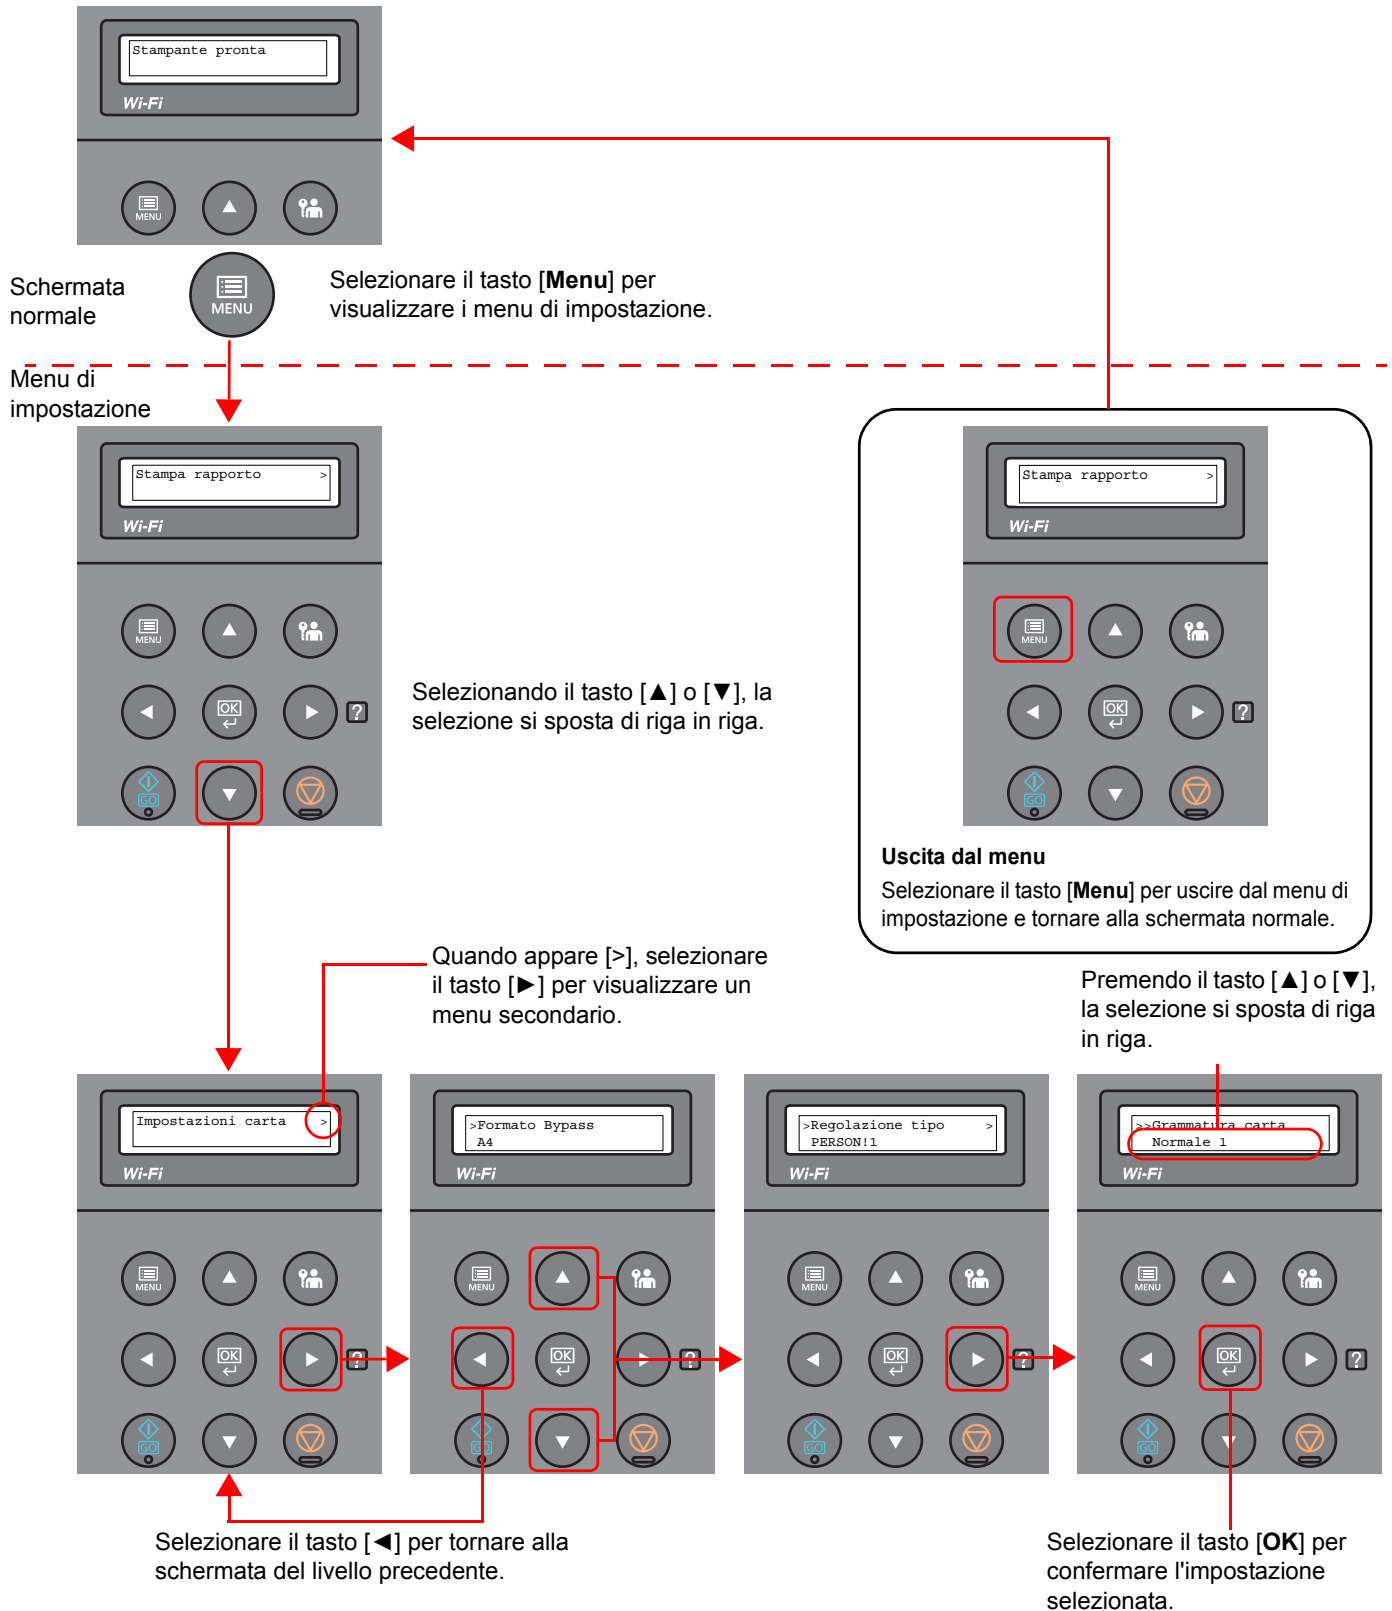 Stampante pronta
Wi-Fi
MENU
Schermata
normale
MENU
Selezionare il tasto [Menu] per
visualizzare i menu di impostazione.
Menu di
impostazione
Stampa rapporto >
Wi-Fi
MENU
OK
?
GO
Selezionando il tasto [▲] o [▼], la
selezione si sposta di riga in riga.
Stampa rapporto >
Wi-Fi
MENU
OK
?
GO
Uscita dal menu
Selezionare il tasto [Menu] per uscire dal menu di
impostazione e tornare alla schermata normale.
Quando appare [>], selezionare
il tasto [►] per visualizzare un
menu secondario.
Premendo il tasto [▲] o [▼],
la selezione si sposta di riga
in riga.
Impostazioni carta >
Wi-Fi
MENU
OK
?
GO
>Formato Bypass
A4
Wi-Fi
MENU
OK
?
GO
>Regolazione tipo >
PERSON!1
Wi-Fi
MENU
OK
?
GO
>>Grammatura carta
Normale 1
Wi-Fi
MENU
OK
?
GO
Selezionare il tasto [◄] per tornare alla
schermata del livello precedente.
Selezionare il tasto [OK] per
confermare l'impostazione
selezionata.